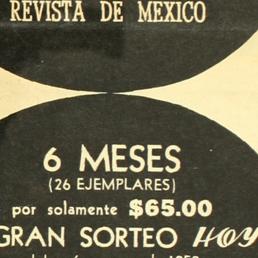 REVISTA DE MEXICO
6 MESES
(26 EJEMPLARES)
por solamente $65.00
GRAN SORTEO HOY